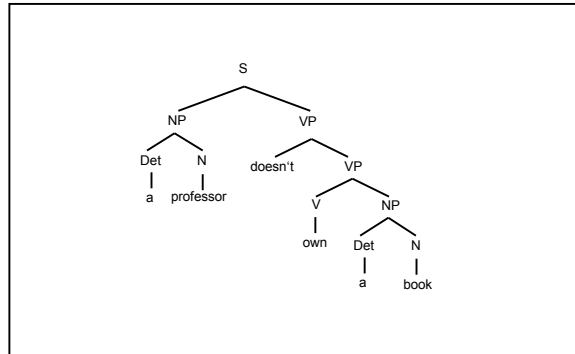 S
NP VP
Det N doesn‘t VP
a professor V NP
own Det N
a book